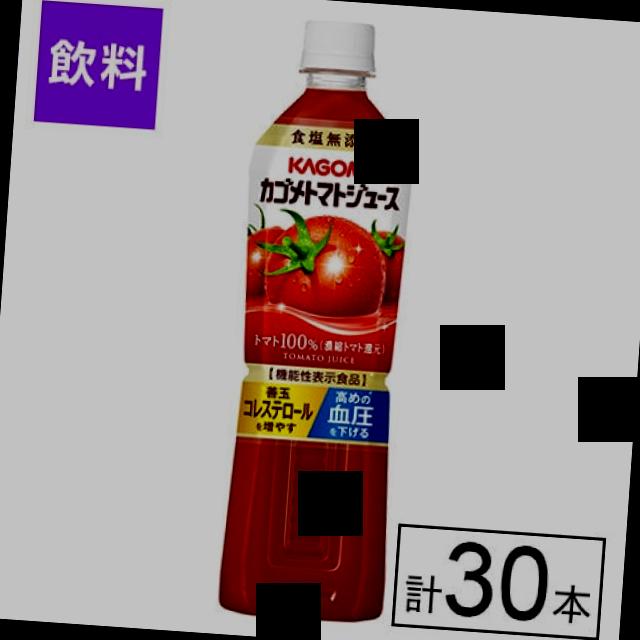 飲料
食塩無添
KAGOM
カゴメトマトジュース
トマト100%(濃縮トマト還元)
TOMATO JUICE
【機能性表示食品】
善玉
コレステロール
を増やす
高めの
血圧
を下げる
計30本